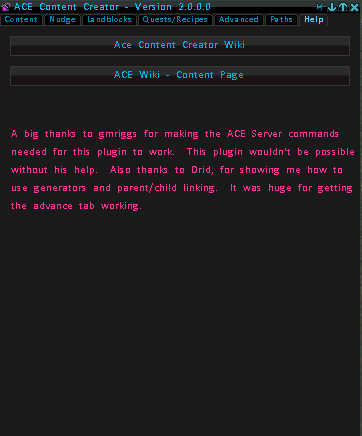 ACE Content Creator - Version 2.0.0.0
Content Nudge Landblocks Quests/Recipes Advanced Paths Help
Ace Content Creator Wiki
ACE Wiki - Content Page
A big thanks to gmriggs for making the ACE Server commands
needed for this plugin to work. This plugin wouldn't be possible
without his help. Also thanks to Drid, for showing me how to
use generators and parent/child linking. It was huge for getting
the advance tab working.